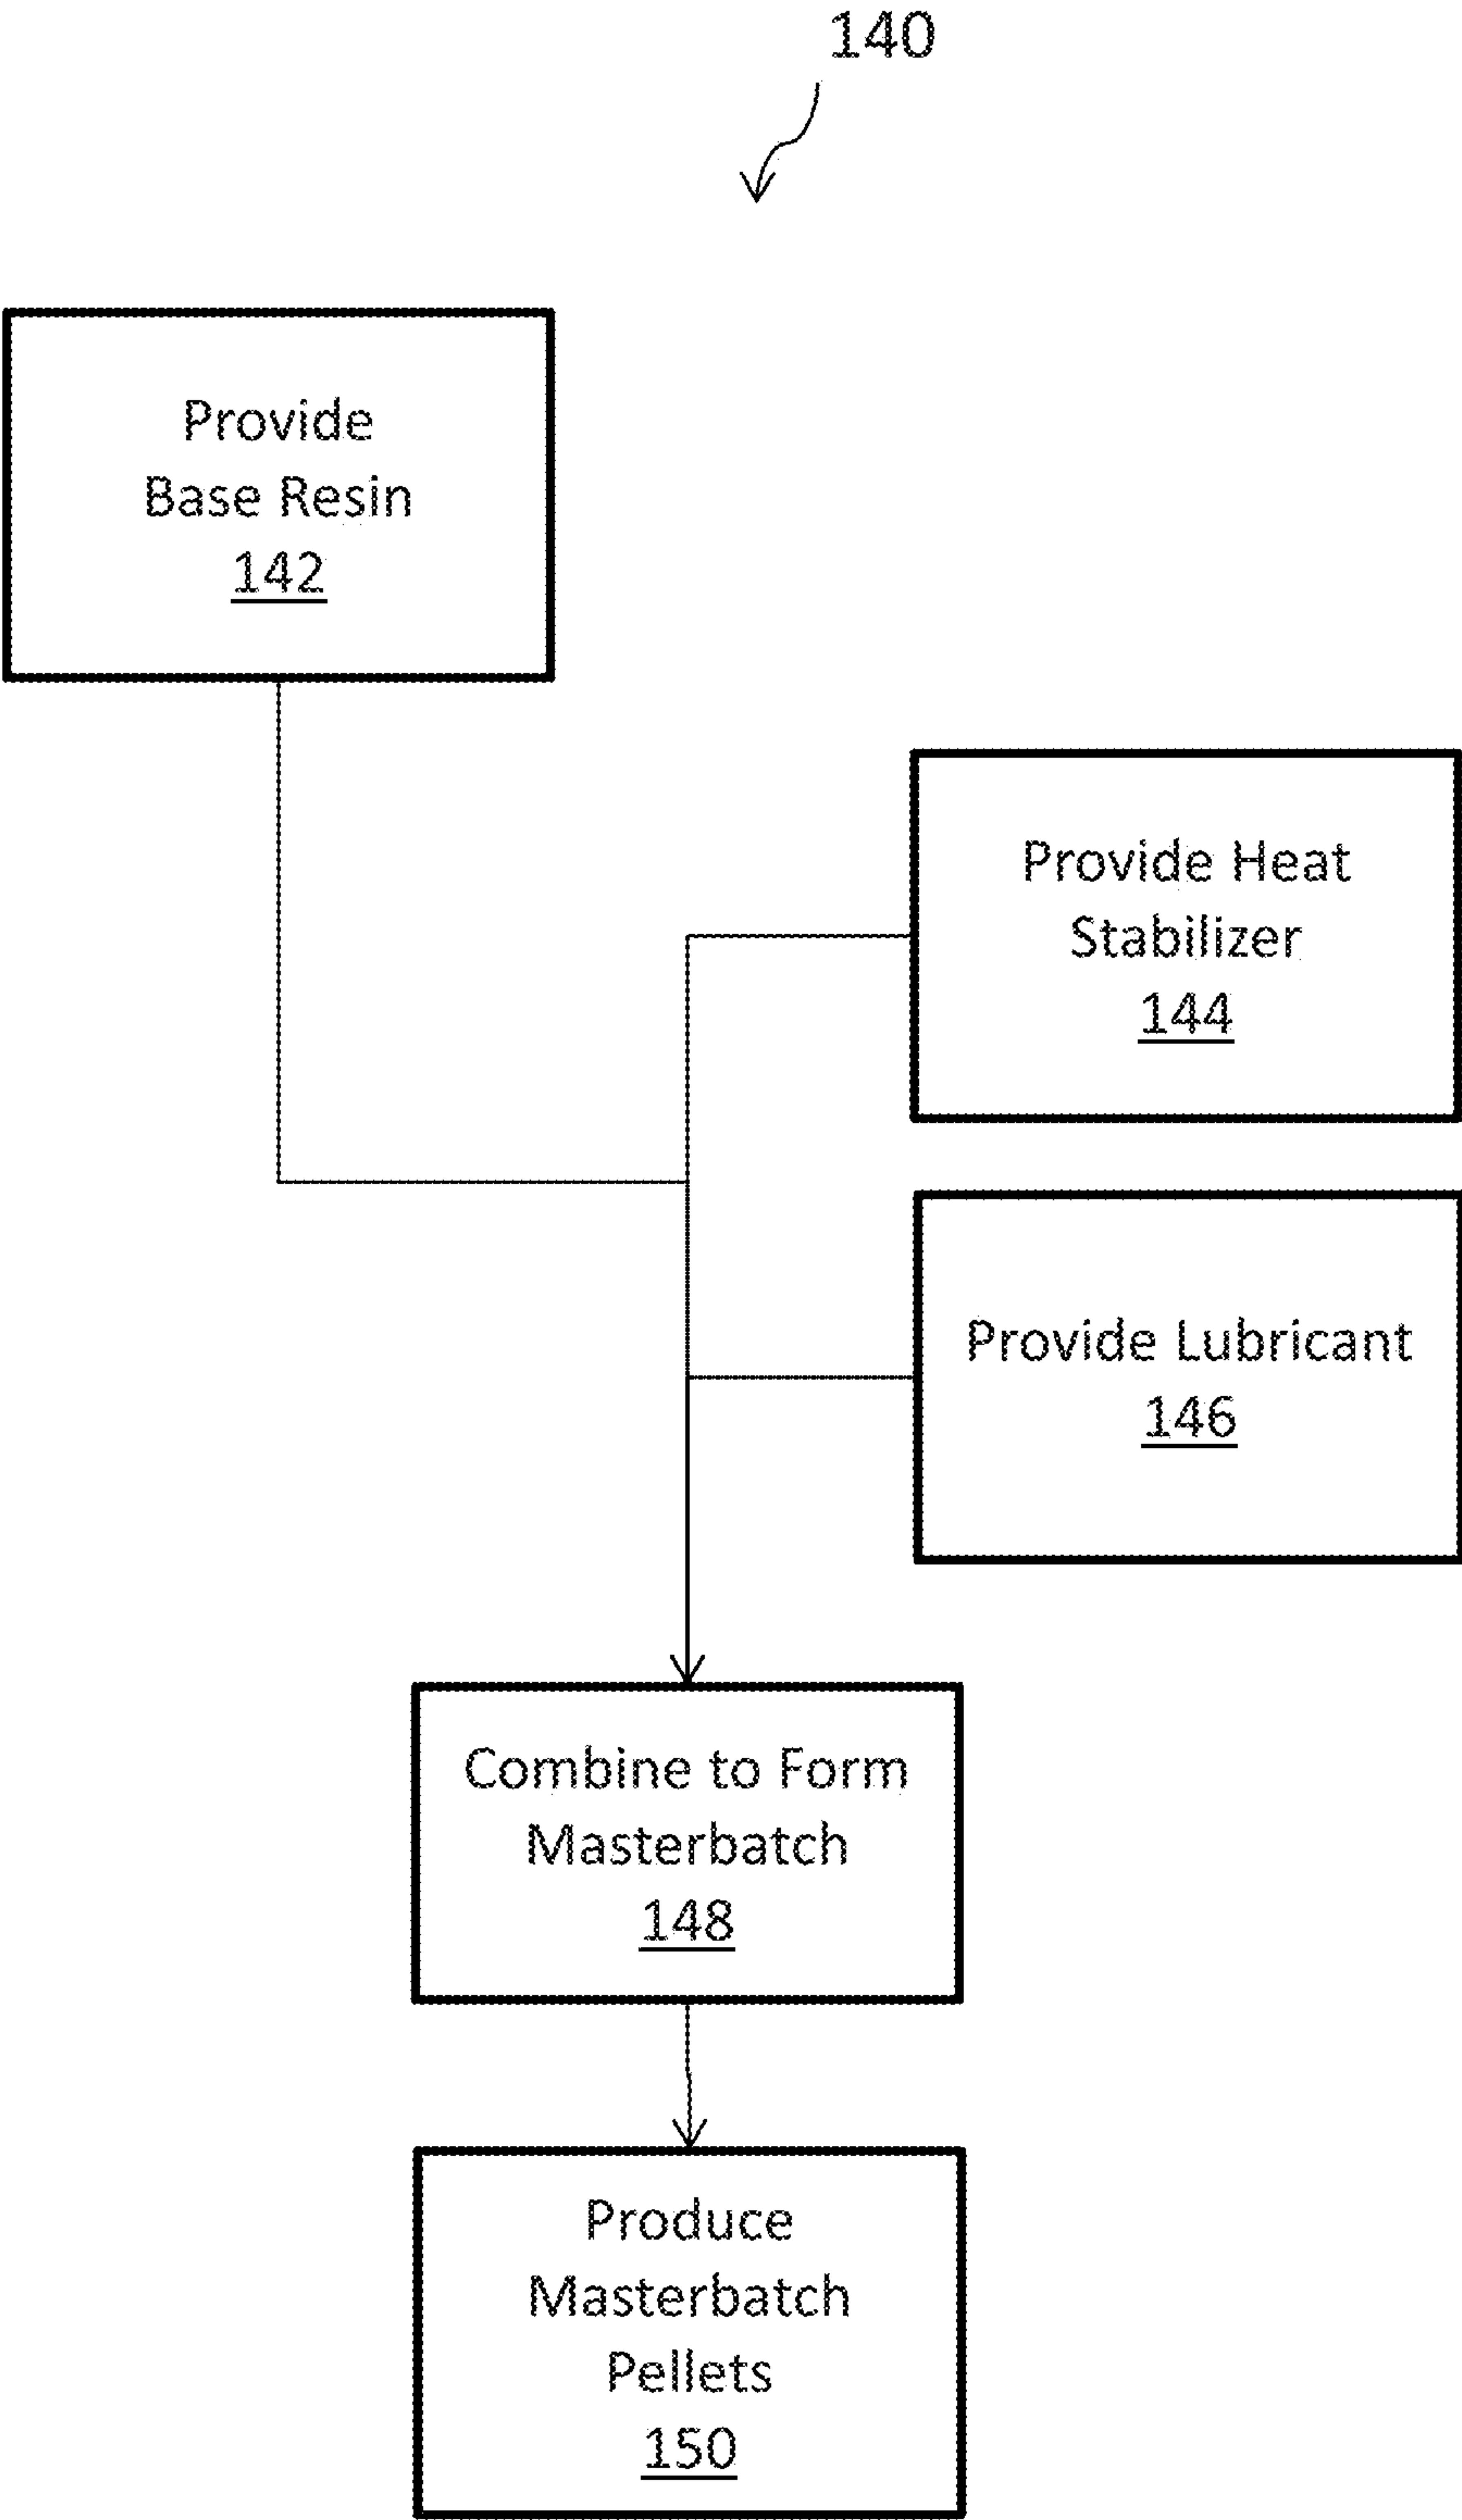 140
Provide
Base Resin
142
Provide Heat
Stabilizer
144
Provide Lubricant
146
Combine to Form
Masterbatch
148
Produce
Masterbatch
Pellets
150